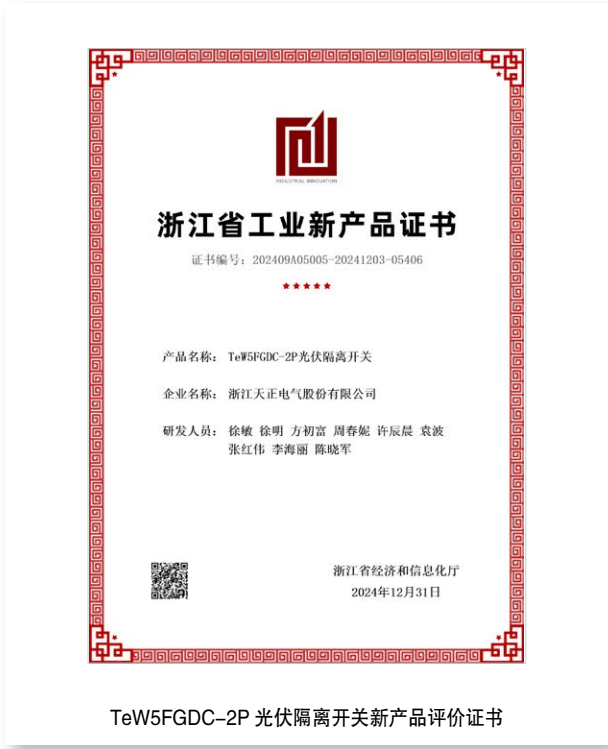 INDUSTRIAL INNOVATION
浙江省工业新产品证书
证书编号：202409A05005-20241203-05406
产品名称：TeW5FGDC-2P光伏隔离开关
企业名称：浙江天正电气股份有限公司
研发人员：徐敏 徐明 方初富 周春妮 许辰晨 袁波
张红伟 李海丽 陈晓军
浙江省经济和信息化厅
2024年12月31日
TeW5FGDC-2P 光伏隔离开关新产品评价证书